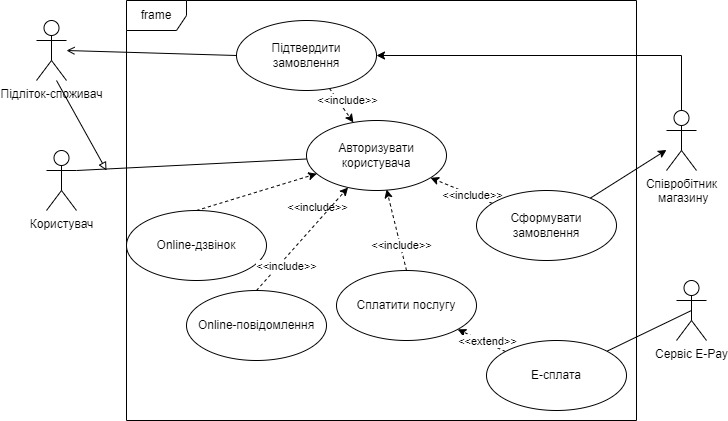 frame
Підтвердити
замовлення
Підліток-споживач
<<include>>
Авторизувати
користувача
Співробітник
магазину
Користувач
<<include>>
<<include>>
Сформувати
замовлення
Online-дзвінок
<<include>>
<<include>>
Сплатити послугу
Online-повідомлення
<<extend>>
Сервіс E-Pay
Е-сплата